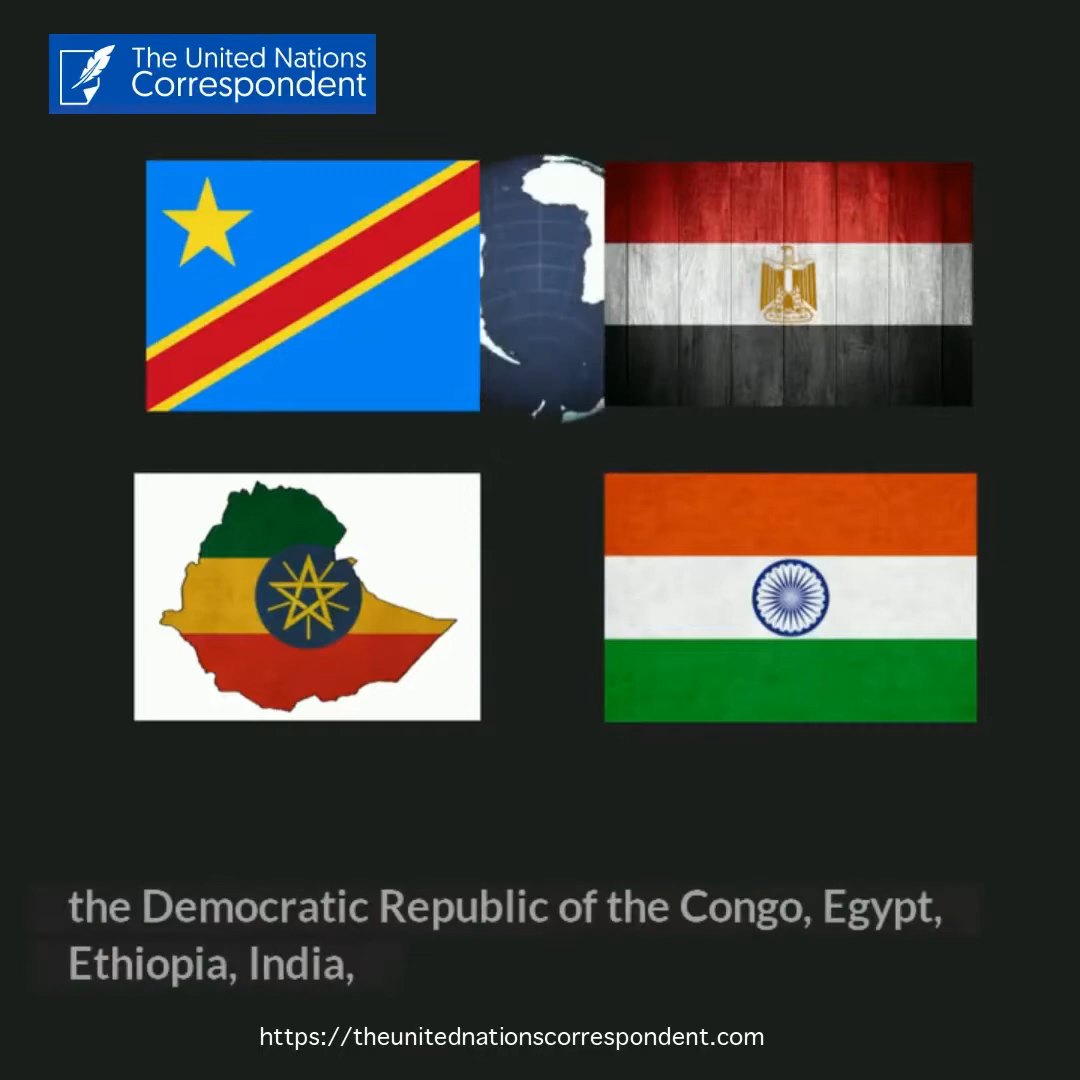 The United Nations
Correspondent
the Democratic Republic of the Congo, Egypt,
Ethiopia, India,
https://theunitednationscorrespondent.com